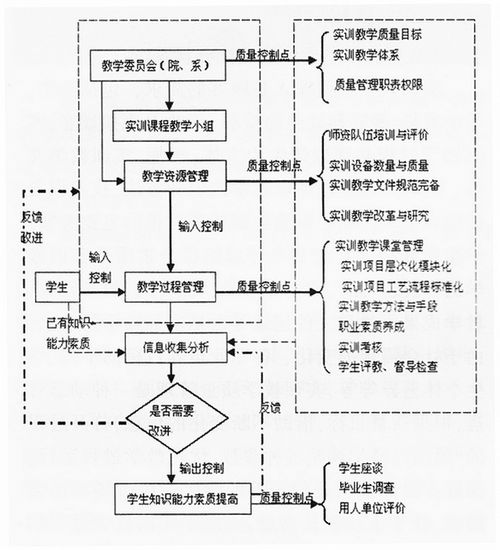 实训教学质量目标
质量控制点
实训教学体系
教学委员会（院、系）
质量管理职责权限
实训课程教学小组
师资队伍培训与评价
质量控制点
实训设备数量与质量
教学资源管理
实训教学文件规范完备
实训教学改革与研究
反馈
改进
输入控制
输入
控制
实训教学课堂管理
实训项目层次化模块化
学生
教学过程管理
质量控制点
实训项目工艺流程标准化
实训教学方法与手段
已有知识
能力素质
职业素质养成
信息收集分析
实训考核
学生评教、督导检查
是否需要
改进
反馈
输出控制
学生座谈
毕业生调查
学生知识能力素质提高
质量单位点
用人单位评价